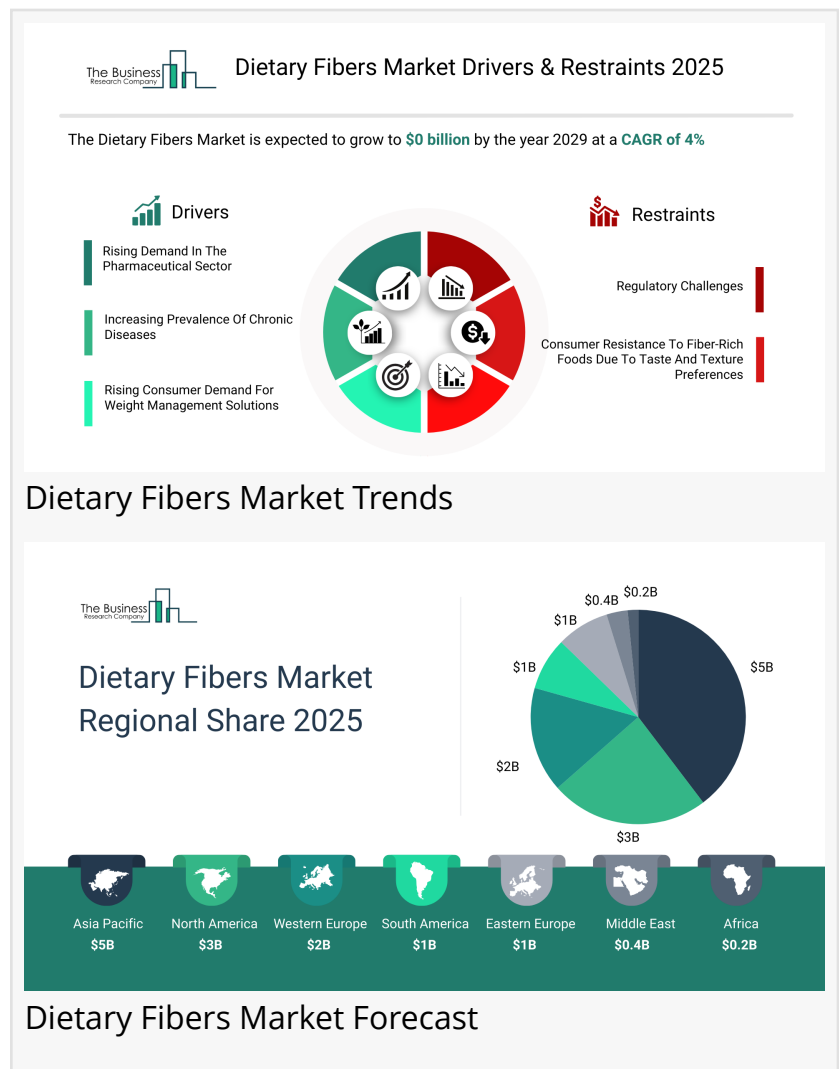 The Business
Research Company
Dietary Fibers Market Drivers & Restraints 2025
The Dietary Fibers Market is expected to grow to $0 billion by the year 2029 at a CAGR of 4%
Drivers
Rising Demand In The
Pharmaceutical Sector
Increasing Prevalence Of Chronic
Diseases
Rising Consumer Demand For
Weight Management Solutions
Restraints
Regulatory Challenges
Consumer Resistance To Fiber-Rich
Foods Due To Taste And Texture
Preferences
Dietary Fibers Market Trends
The Business
Research Company
Dietary Fibers Market
Regional Share 2025
$0.2B
$0.4B
$1B
$1B
$5B
$2B
$3B
Asia Pacific
$5B
North America
$3B
Western Europe
$2B
South America
$1B
Eastern Europe
$1B
Middle East
$0.4B
Africa
$0.2B
Dietary Fibers Market Forecast